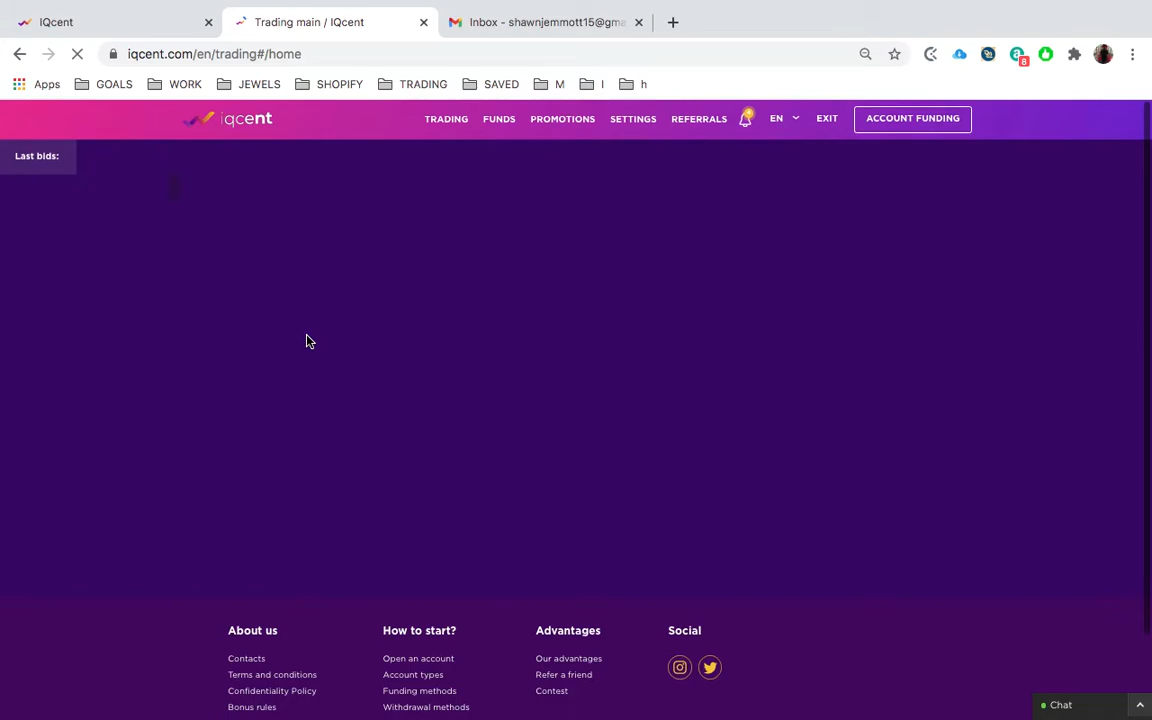 IQcent
Trading main / IQcent
Inbox - shawnjemmott15@gma
iqcent.com/en/trading#/home
8
Apps GOALS WORK JEWELS SHOPIFY TRADING SAVED M I h
iqcent TRADING FUNDS PROMOTIONS SETTINGS REFERRALS EN EXIT ACCOUNT FUNDING
Last bids:
About us How to start? Advantages Social
Contacts Open an account Our advantages
Terms and conditions Account types Refer a friend
Confidentiality Policy Funding methods Contest
Bonus rules Withdrawal methods
Chat